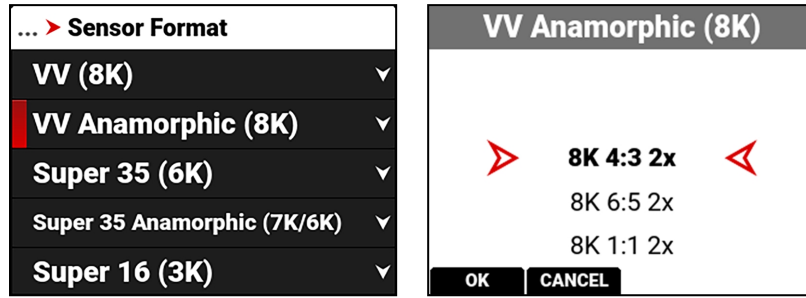 ... Sensor Format
VV (8K)
VV Anamorphic (8K)
Super 35 (6K)
Super 35 Anamorphic (7K/6K)
Super 16 (3K)
VV Anamorphic (8K)
8K 4:3 2x
8K 6:5 2x
8K 1:1 2x
OK CANCEL